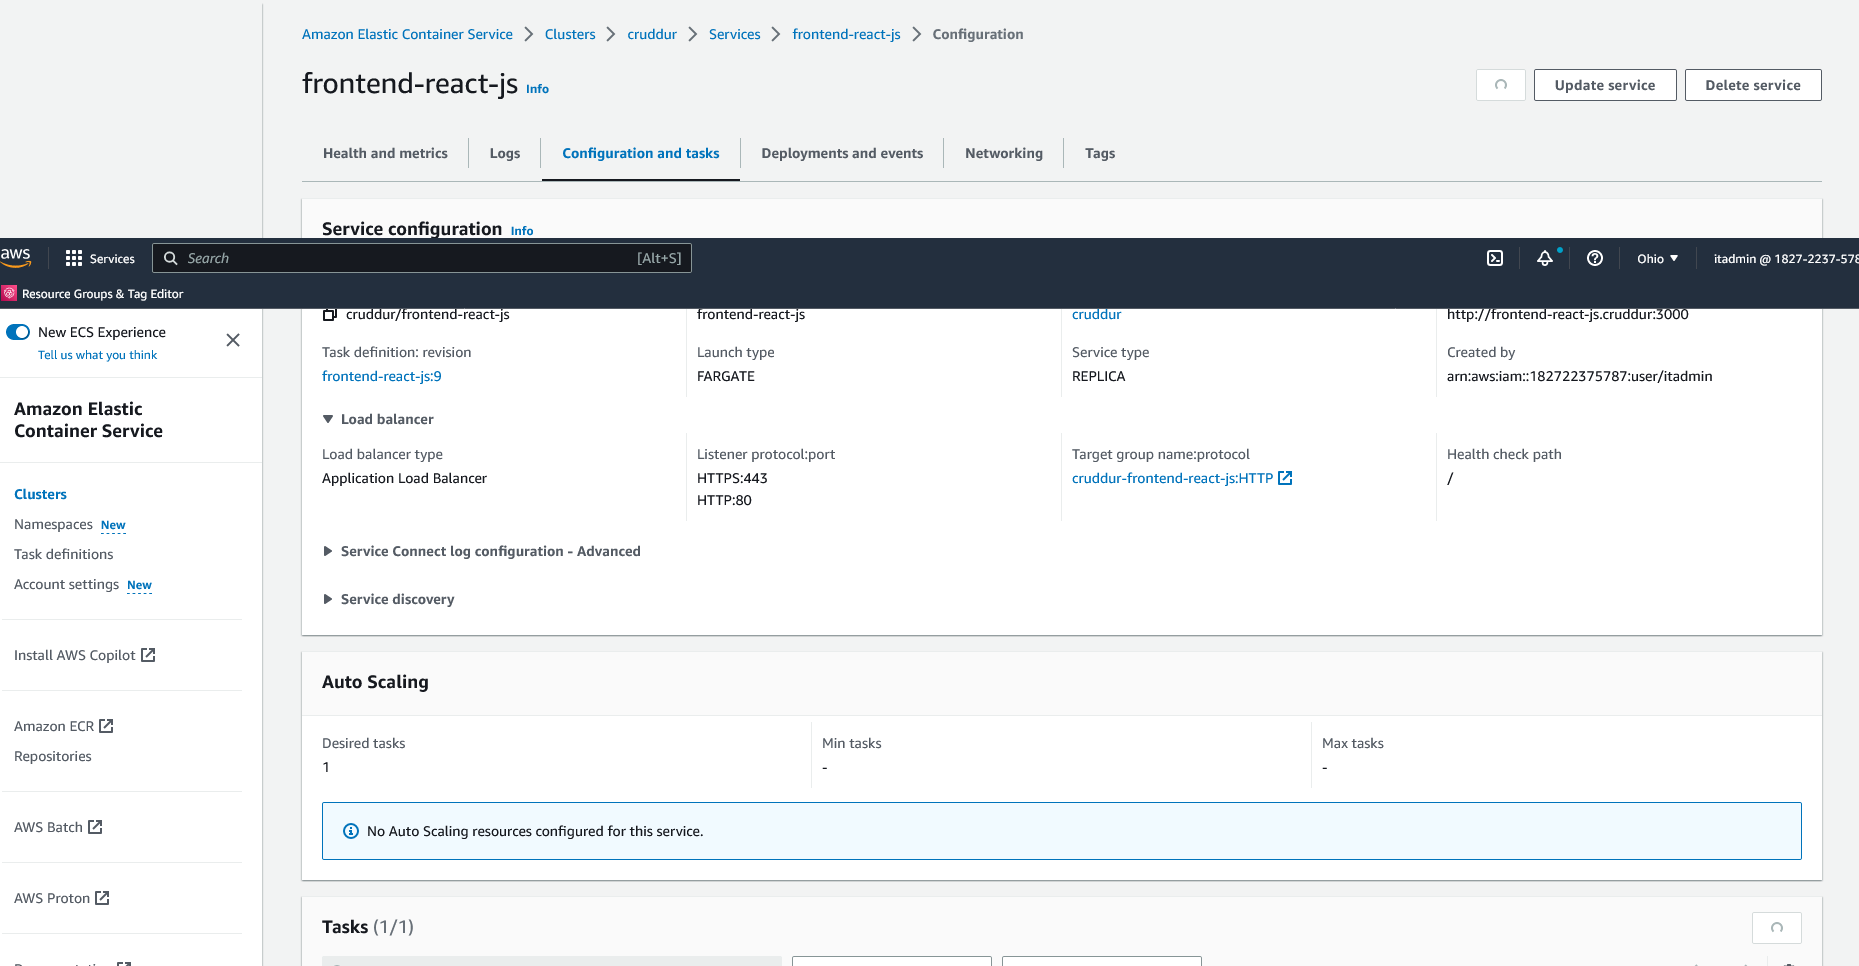 Amazon Elastic Container Service > Clusters > cruddur > Services > frontend-react-js > Configuration
frontend-react-js Info
Update service
Delete service
Health and metrics
Logs
Configuration and tasks
Deployments and events
Networking
Tags
Service configuration Info
aws
Services
Search
[Alt+S]
Ohio
itadmin @ 1827-2237-578
Resource Groups & Tag Editor
New ECS Experience
Tell us what you think
Amazon Elastic
Container Service
Clusters
Namespaces New
Task definitions
Account settings New
Install AWS Copilot
Amazon ECR
Repositories
AWS Batch
AWS Proton
cruddur/frontend-react-js
frontend-react-js
cruddur
http://frontend-react-js.cruddur:3000
Task definition: revision
frontend-react-js:9
Launch type
FARGATE
Service type
REPLICA
Created by
arn:aws:iam::182722375787:user/itadmin
Load balancer
Load balancer type
Application Load Balancer
Listener protocol:port
HTTPS:443
HTTP:80
Target group name:protocol
cruddur-frontend-react-js:HTTP
Health check path
/
Service Connect log configuration - Advanced
Service discovery
Auto Scaling
Desired tasks
1
Min tasks
-
Max tasks
-
No Auto Scaling resources configured for this service.
Tasks (1/1)